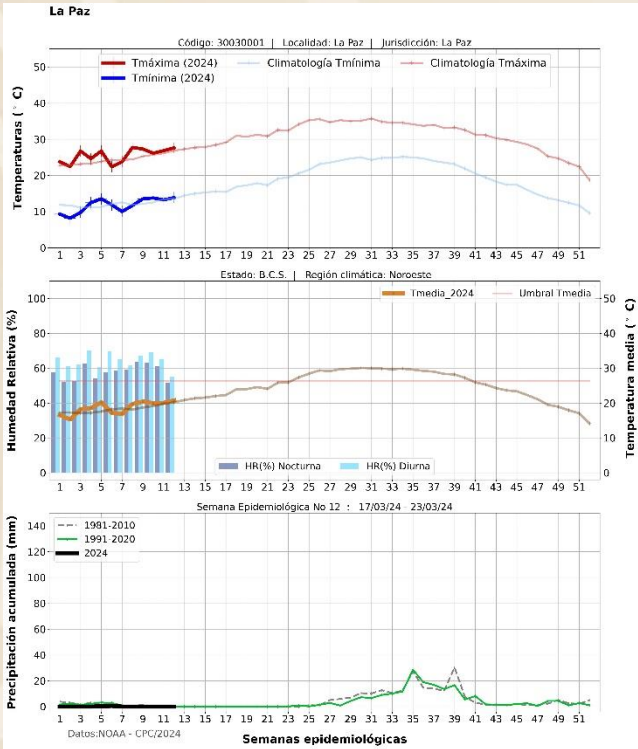 La Paz
Código: 30030001 | Localidad: La Paz | Jurisdicción: La Paz
Tmáxima (2024)
Climatología Tmínima
Climatología Tmáxima
Tmínima (2024)
Temperaturas (° C)
50
40
30
20
10
0
1 3 5 7 9 11 13 15 17 19 21 23 25 27 29 31 33 35 37 39 41 43 45 47 49 51
Estado: B.C.S. | Región climática: Noroeste
Tmedia_2024
Umbral Tmedia
Humedad Relativa (%)
100
80
60
40
20
0
Temperatura media (° C)
50
40
30
20
10
0
HR(%) Nocturna
HR(%) Diurna
1 3 5 7 9 11 13 15 17 19 21 23 25 27 29 31 33 35 37 39 41 43 45 47 49 51
Semana Epidemiológica No 12 : 17/03/24 23/03/24
1981-2010
1991-2020
2024
Precipitación acumulada (mm)
140
120
100
80
60
40
20
0
1 3 5 7 9 11 13 15 17 19 21 23 25 27 29 31 33 35 37 39 41 43 45 47 49 51
Datos:NOAA - CPC/2024
Semanas epidemiológicas